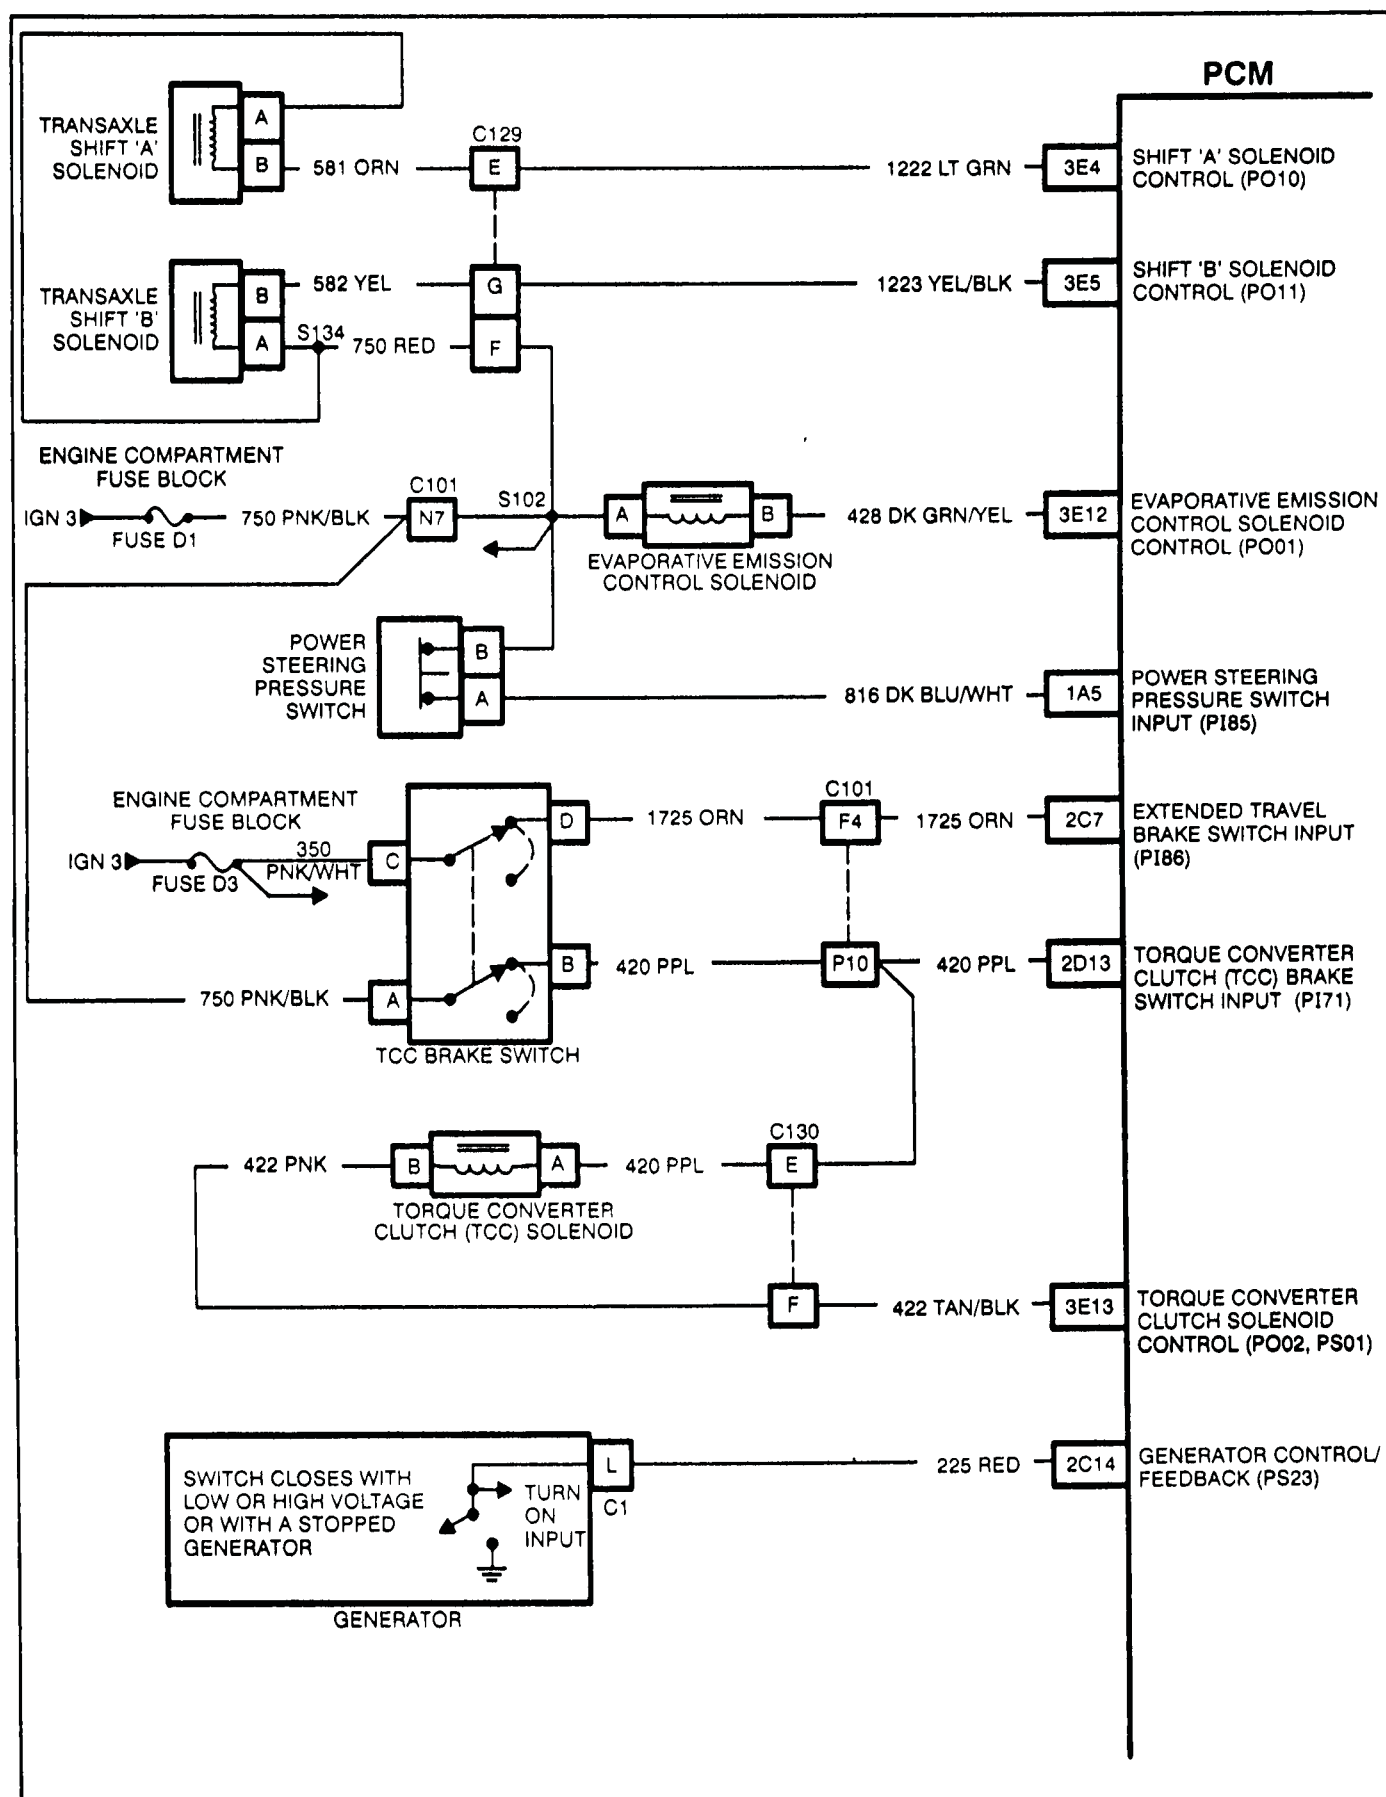 PCM
TRANSAXLE
SHIFT 'A'
SOLENOID
A
B
581 ORN
C129
E
1222 LT GRN
3E4
SHIFT 'A' SOLENOID
CONTROL (PO10)
TRANSAXLE
SHIFT 'B'
SOLENOID
B
A
582 YEL
G
1223 YEL/BLK
3E5
SHIFT 'B' SOLENOID
CONTROL (PO11)
S134
750 RED
F
ENGINE COMPARTMENT
FUSE BLOCK
IGN 3
FUSE D1
750 PNK/BLK
C101
N7
S102
A
B
EVAPORATIVE EMISSION
CONTROL SOLENOID
428 DK GRN/YEL
3E12
EVAPORATIVE EMISSION
CONTROL SOLENOID
CONTROL (PO01)
POWER
STEERING
PRESSURE
SWITCH
B
A
816 DK BLU/WHT
1A5
POWER STEERING
PRESSURE SWITCH
INPUT (PI85)
ENGINE COMPARTMENT
FUSE BLOCK
IGN 3
FUSE D3
350
PNK/WHT
C
D
1725 ORN
C101
F4
1725 ORN
2C7
EXTENDED TRAVEL
BRAKE SWITCH INPUT
(PI86)
750 PNK/BLK
A
B
420 PPL
P10
420 PPL
2D13
TORQUE CONVERTER
CLUTCH (TCC) BRAKE
SWITCH INPUT (PI71)
TCC BRAKE SWITCH
422 PNK
B
A
420 PPL
C130
E
TORQUE CONVERTER
CLUTCH (TCC) SOLENOID
F
422 TAN/BLK
3E13
TORQUE CONVERTER
CLUTCH SOLENOID
CONTROL (PO02, PS01)
SWITCH CLOSES WITH
LOW OR HIGH VOLTAGE
OR WITH A STOPPED
GENERATOR
TURN
ON
INPUT
L
C1
225 RED
2C14
GENERATOR CONTROL/
FEEDBACK (PS23)
GENERATOR